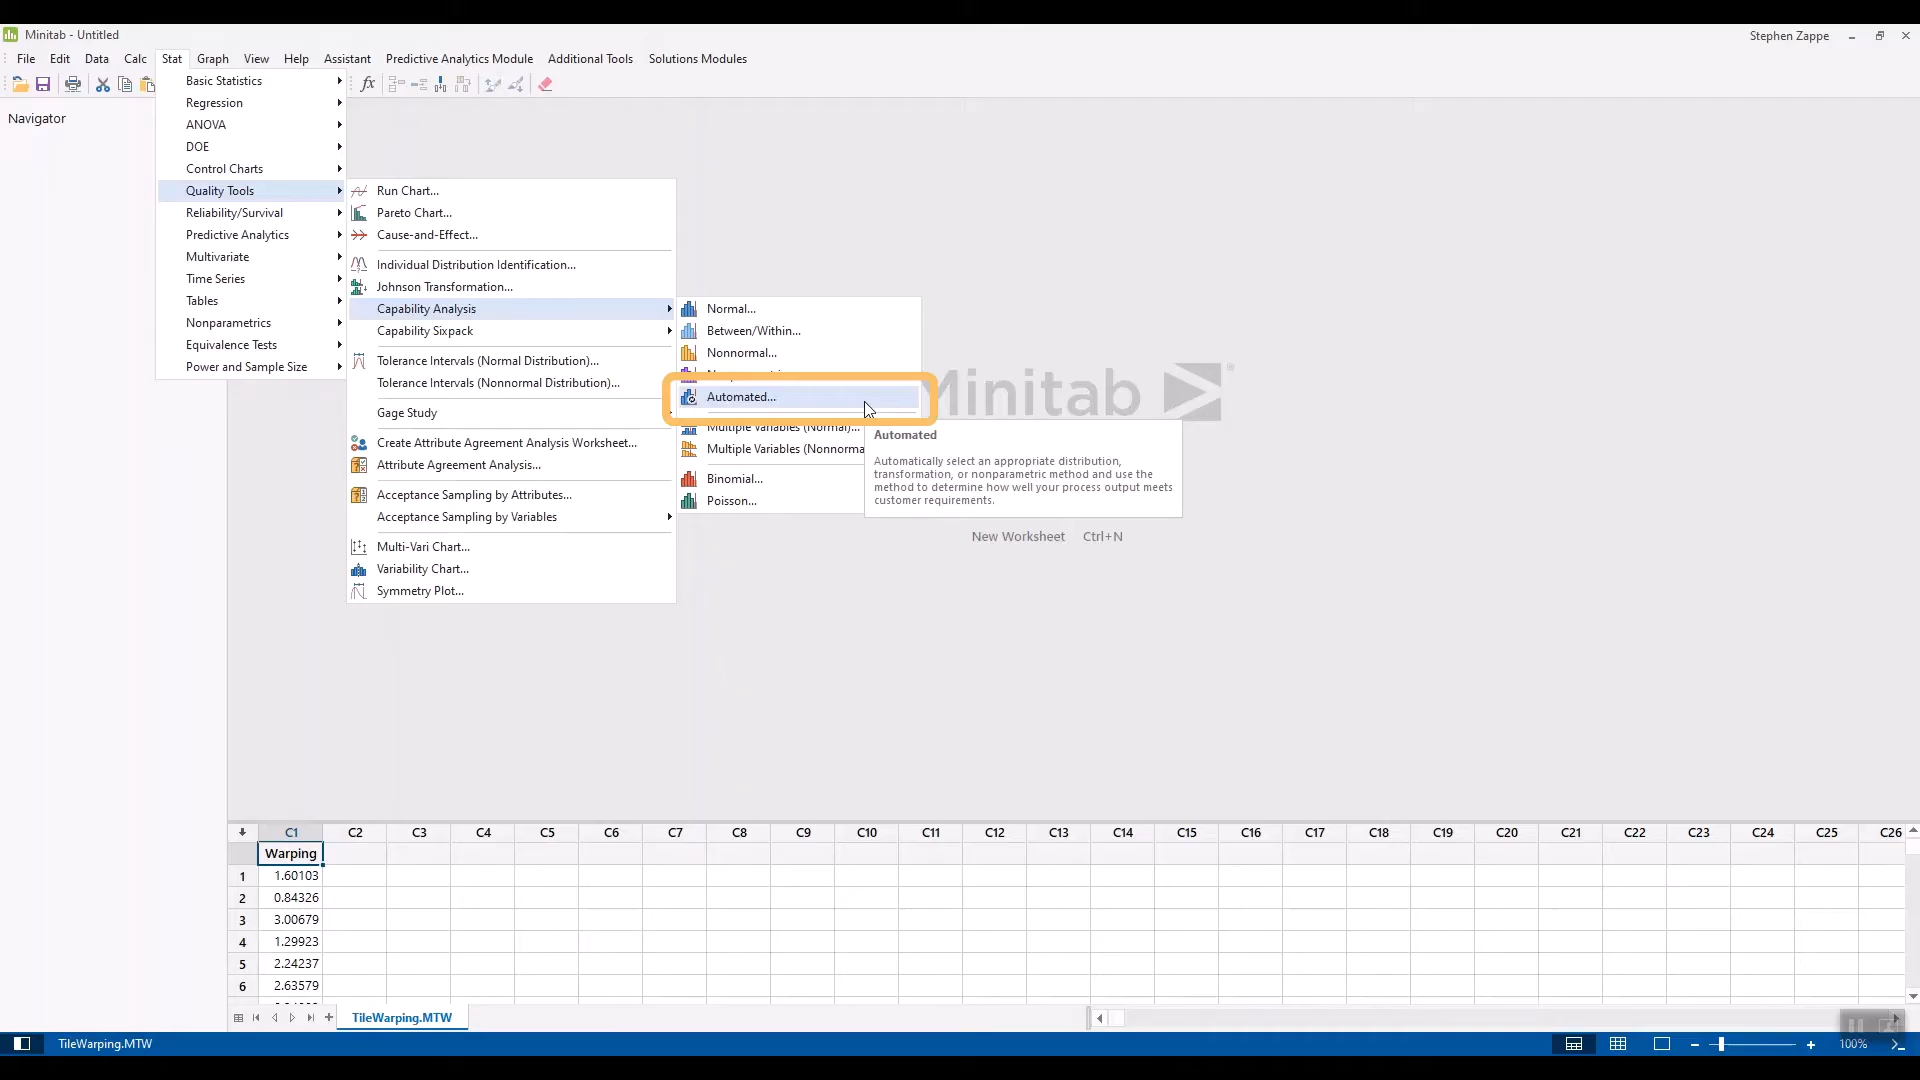 Minitab - Untitled
Stephen Zappe
File Edit Data Calc Stat Graph View Help Assistant Predictive Analytics Module Additional Tools Solutions Modules
fx
Navigator
Basic Statistics
Regression
ANOVA
DOE
Control Charts
Quality Tools
Reliability/Survival
Predictive Analytics
Multivariate
Time Series
Tables
Nonparametrics
Equivalence Tests
Power and Sample Size
Run Chart...
Pareto Chart...
Cause-and-Effect...
Individual Distribution Identification...
Johnson Transformation...
Capability Analysis
Capability Sixpack
Tolerance Intervals (Normal Distribution)...
Tolerance Intervals (Nonnormal Distribution)...
Gage Study
Create Attribute Agreement Analysis Worksheet...
Attribute Agreement Analysis...
Acceptance Sampling by Attributes...
Acceptance Sampling by Variables
Multi-Vari Chart...
Variability Chart...
Symmetry Plot...
Normal...
Between/Within...
Nonnormal...
Automated...
Multiple Variables (Normal)...
Multiple Variables (Nonnorma
Binomial...
Poisson...
Minitab
Automated
Automatically select an appropriate distribution,
transformation, or nonparametric method and use the
method to determine how well your process output meets
customer requirements.
New Worksheet Ctrl+N
C1 C2 C3 C4 C5 C6 C7 C8 C9 C10 C11 C12 C13 C14 C15 C16 C17 C18 C19 C20 C21 C22 C23 C24 C25 C26
Warping
1 1.60103
2 0.84326
3 3.00679
4 1.29923
5 2.24237
6 2.63579
TileWarping.MTW
TileWarping.MTW
100%